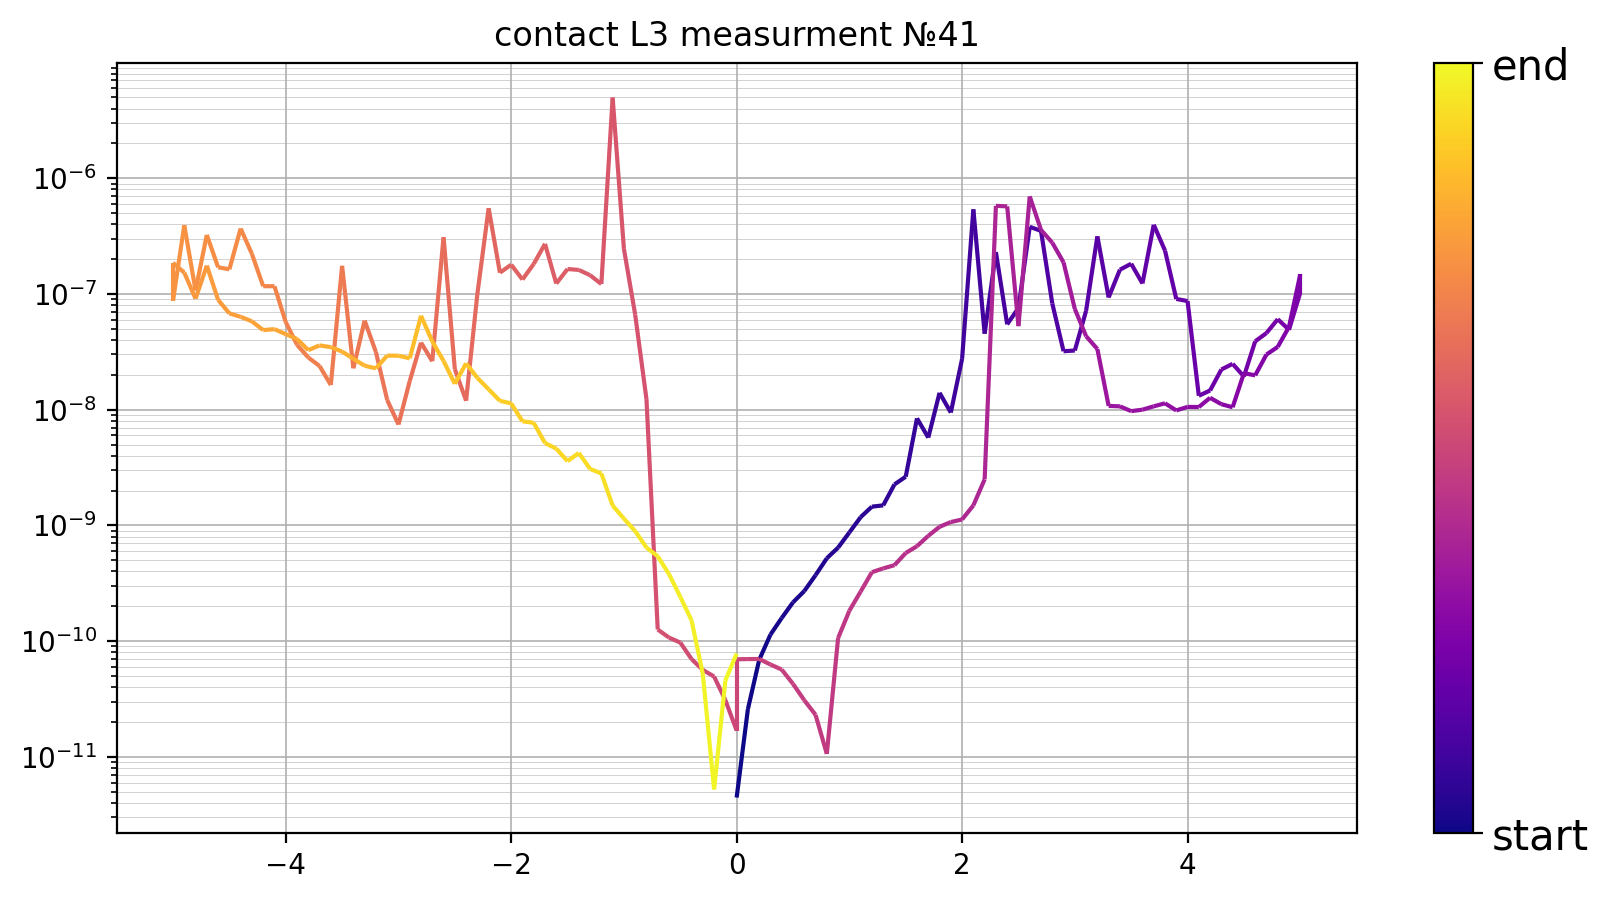 contact L3 measurment №41
10⁻⁶
10⁻⁷
10⁻⁸
10⁻⁹
10⁻¹⁰
10⁻¹¹
−4 −2 0 2 4
end
start